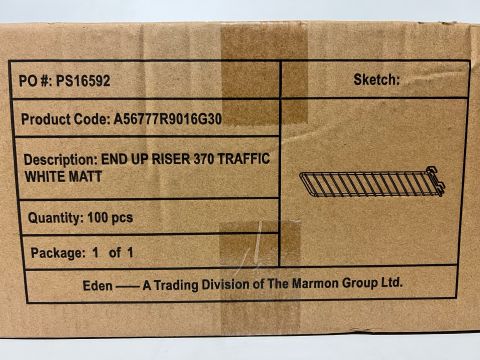 PO #: PS16592
Sketch:
Product Code: A56777R9016G30
Description: END UP RISER 370 TRAFFIC
WHITE MATT
Quantity: 100 pcs
Package: 1 of 1
Eden —— A Trading Division of The Marmon Group Ltd.